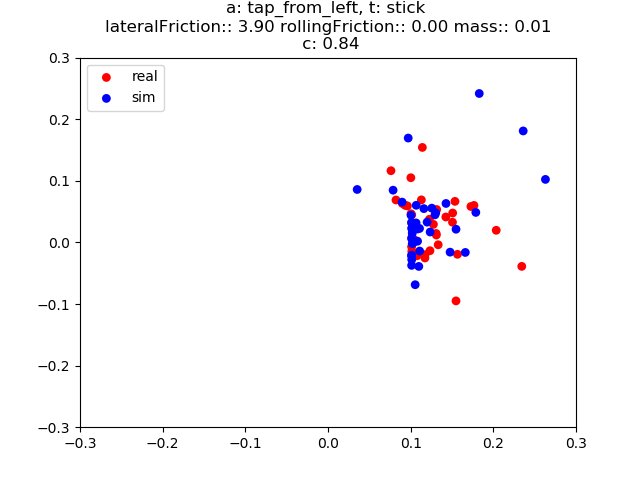 a: tap_from_left, t: stick
lateralFriction:: 3.90 rollingFriction:: 0.00 mass:: 0.01
c: 0.84
real
sim
0.3
0.2
0.1
0.0
−0.1
−0.2
−0.3
−0.3
−0.2
−0.1
0.0
0.1
0.2
0.3